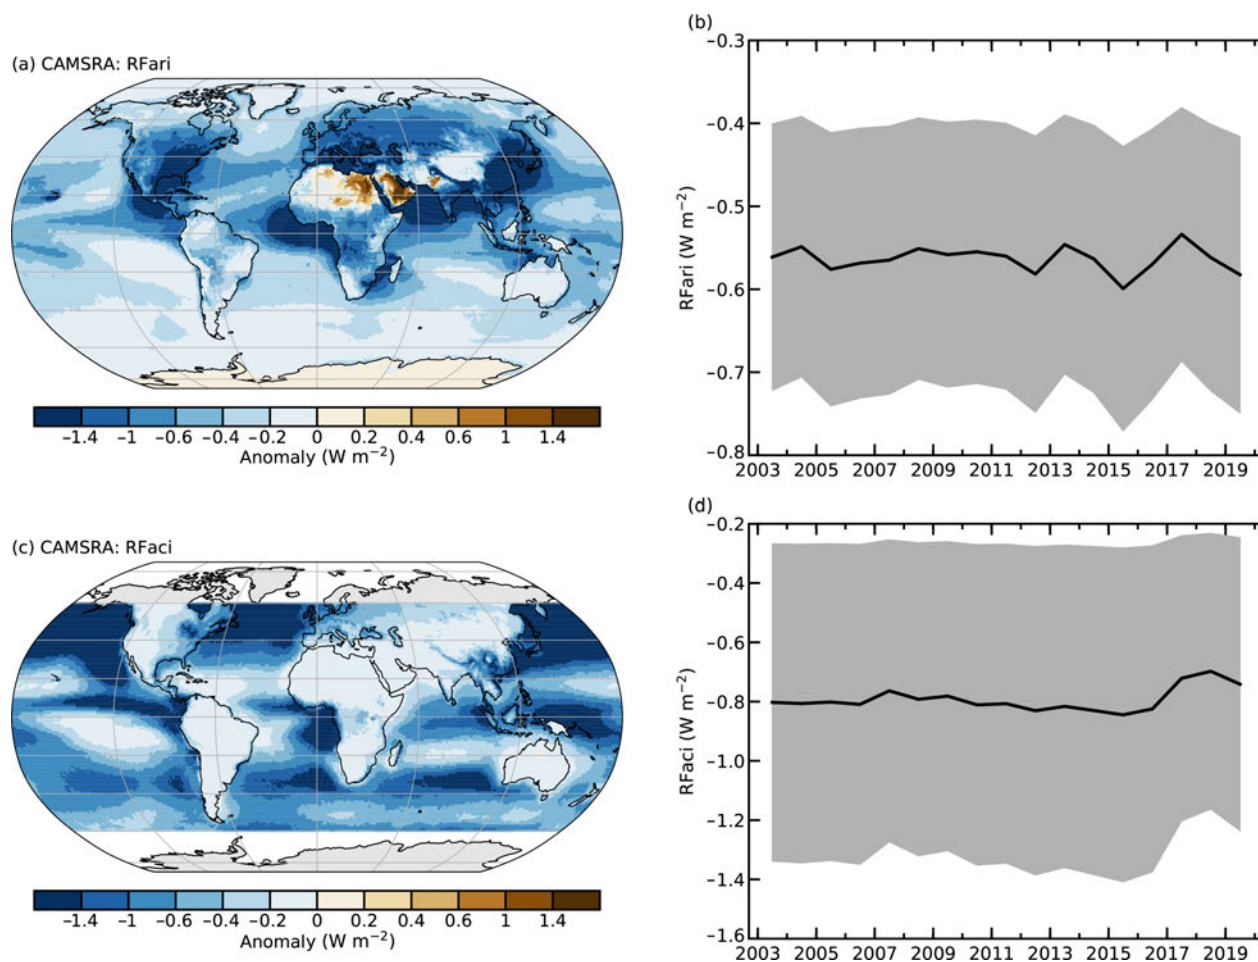 (a) CAMSRA: RFari
−1.4 −1 −0.6 −0.4 −0.2 0 0.2 0.4 0.6 1 1.4
Anomaly (W m−2)
(b)
RFari (W m−2)
−0.3
−0.4
−0.5
−0.6
−0.7
−0.8
2003 2005 2007 2009 2011 2013 2015 2017 2019
(c) CAMSRA: RFaci
−1.4 −1 −0.6 −0.4 −0.2 0 0.2 0.4 0.6 1 1.4
Anomaly (W m−2)
(d)
RFaci (W m−2)
−0.2
−0.4
−0.6
−0.8
−1.0
−1.2
−1.4
−1.6
2003 2005 2007 2009 2011 2013 2015 2017 2019